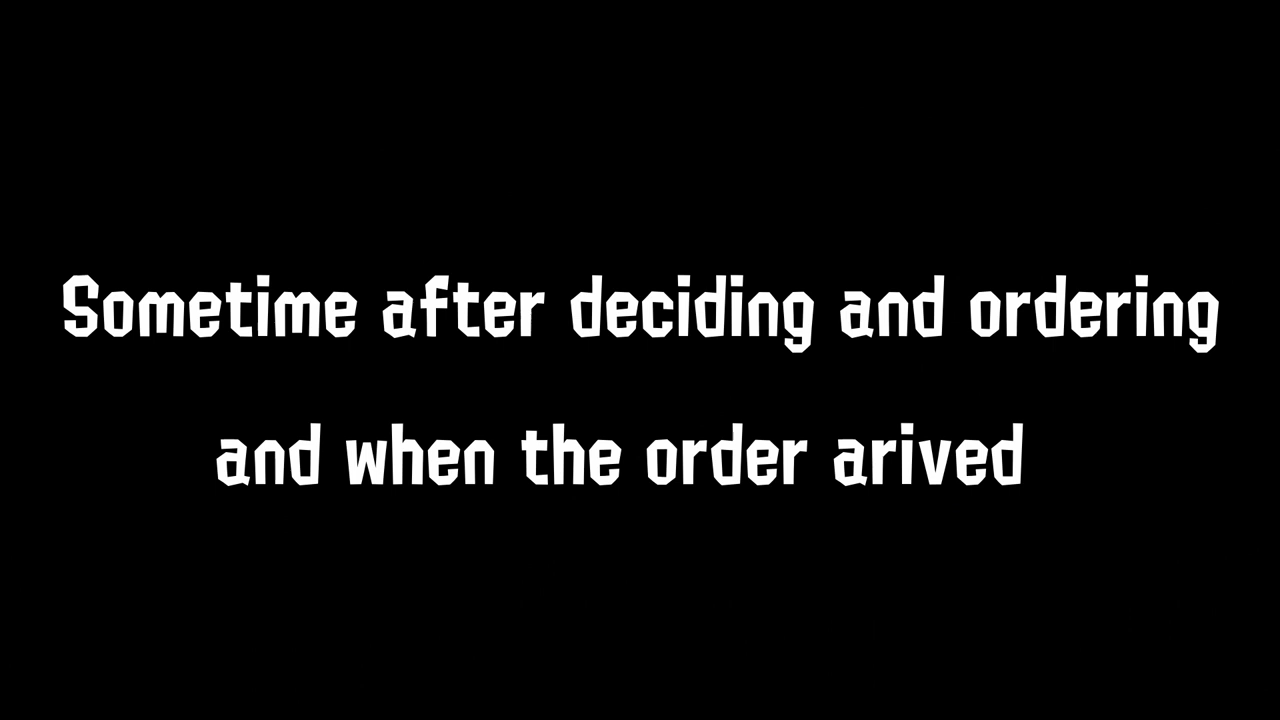 Sometime after deciding and ordering
and when the order arived